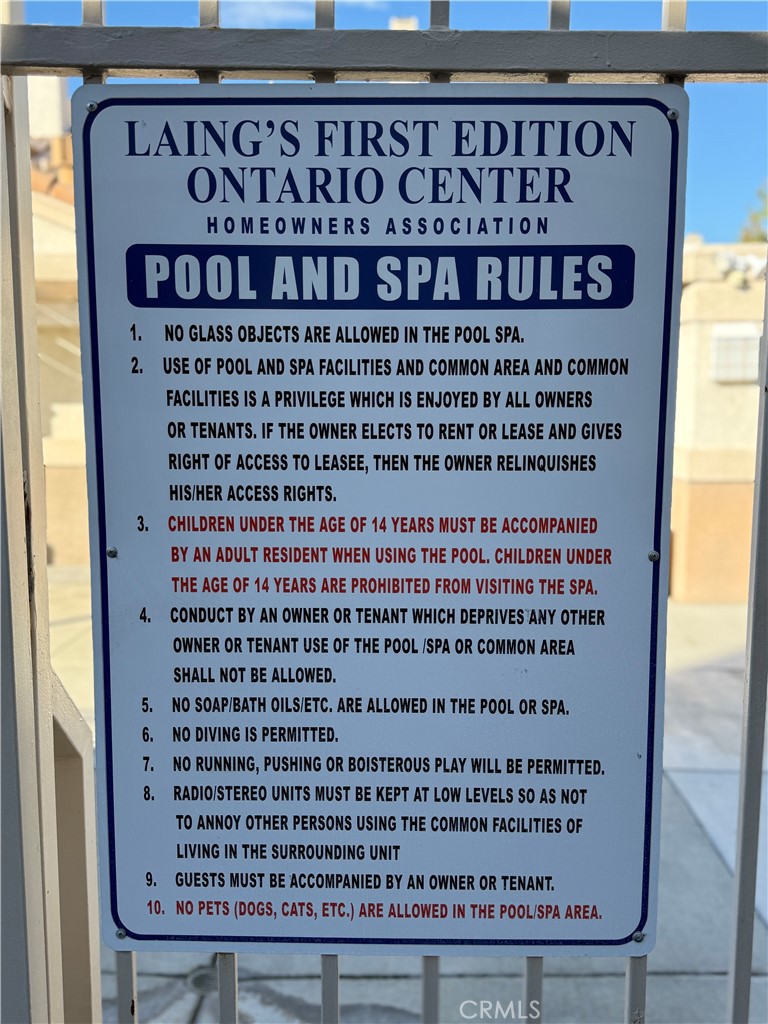 LAING'S FIRST EDITION
ONTARIO CENTER
HOMEOWNERS ASSOCIATION
POOL AND SPA RULES
1. NO GLASS OBJECTS ARE ALLOWED IN THE POOL SPA.
2. USE OF POOL AND SPA FACILITIES AND COMMON AREA AND COMMON
FACILITIES IS A PRIVILEGE WHICH IS ENJOYED BY ALL OWNERS
OR TENANTS. IF THE OWNER ELECTS TO RENT OR LEASE AND GIVES
RIGHT OF ACCESS TO LEASEE, THEN THE OWNER RELINQUISHES
HIS/HER ACCESS RIGHTS.
3. CHILDREN UNDER THE AGE OF 14 YEARS MUST BE ACCOMPANIED
BY AN ADULT RESIDENT WHEN USING THE POOL. CHILDREN UNDER
THE AGE OF 14 YEARS ARE PROHIBITED FROM VISITING THE SPA.
4. CONDUCT BY AN OWNER OR TENANT WHICH DEPRIVES ANY OTHER
OWNER OR TENANT USE OF THE POOL /SPA OR COMMON AREA
SHALL NOT BE ALLOWED.
5. NO SOAP/BATH OILS/ETC. ARE ALLOWED IN THE POOL OR SPA.
6. NO DIVING IS PERMITTED.
7. NO RUNNING, PUSHING OR BOISTEROUS PLAY WILL BE PERMITTED.
8. RADIO/STEREO UNITS MUST BE KEPT AT LOW LEVELS SO AS NOT
TO ANNOY OTHER PERSONS USING THE COMMON FACILITIES OF
LIVING IN THE SURROUNDING UNIT
9. GUESTS MUST BE ACCOMPANIED BY AN OWNER OR TENANT.
10. NO PETS (DOGS, CATS, ETC.) ARE ALLOWED IN THE POOL/SPA AREA.
CRMLS